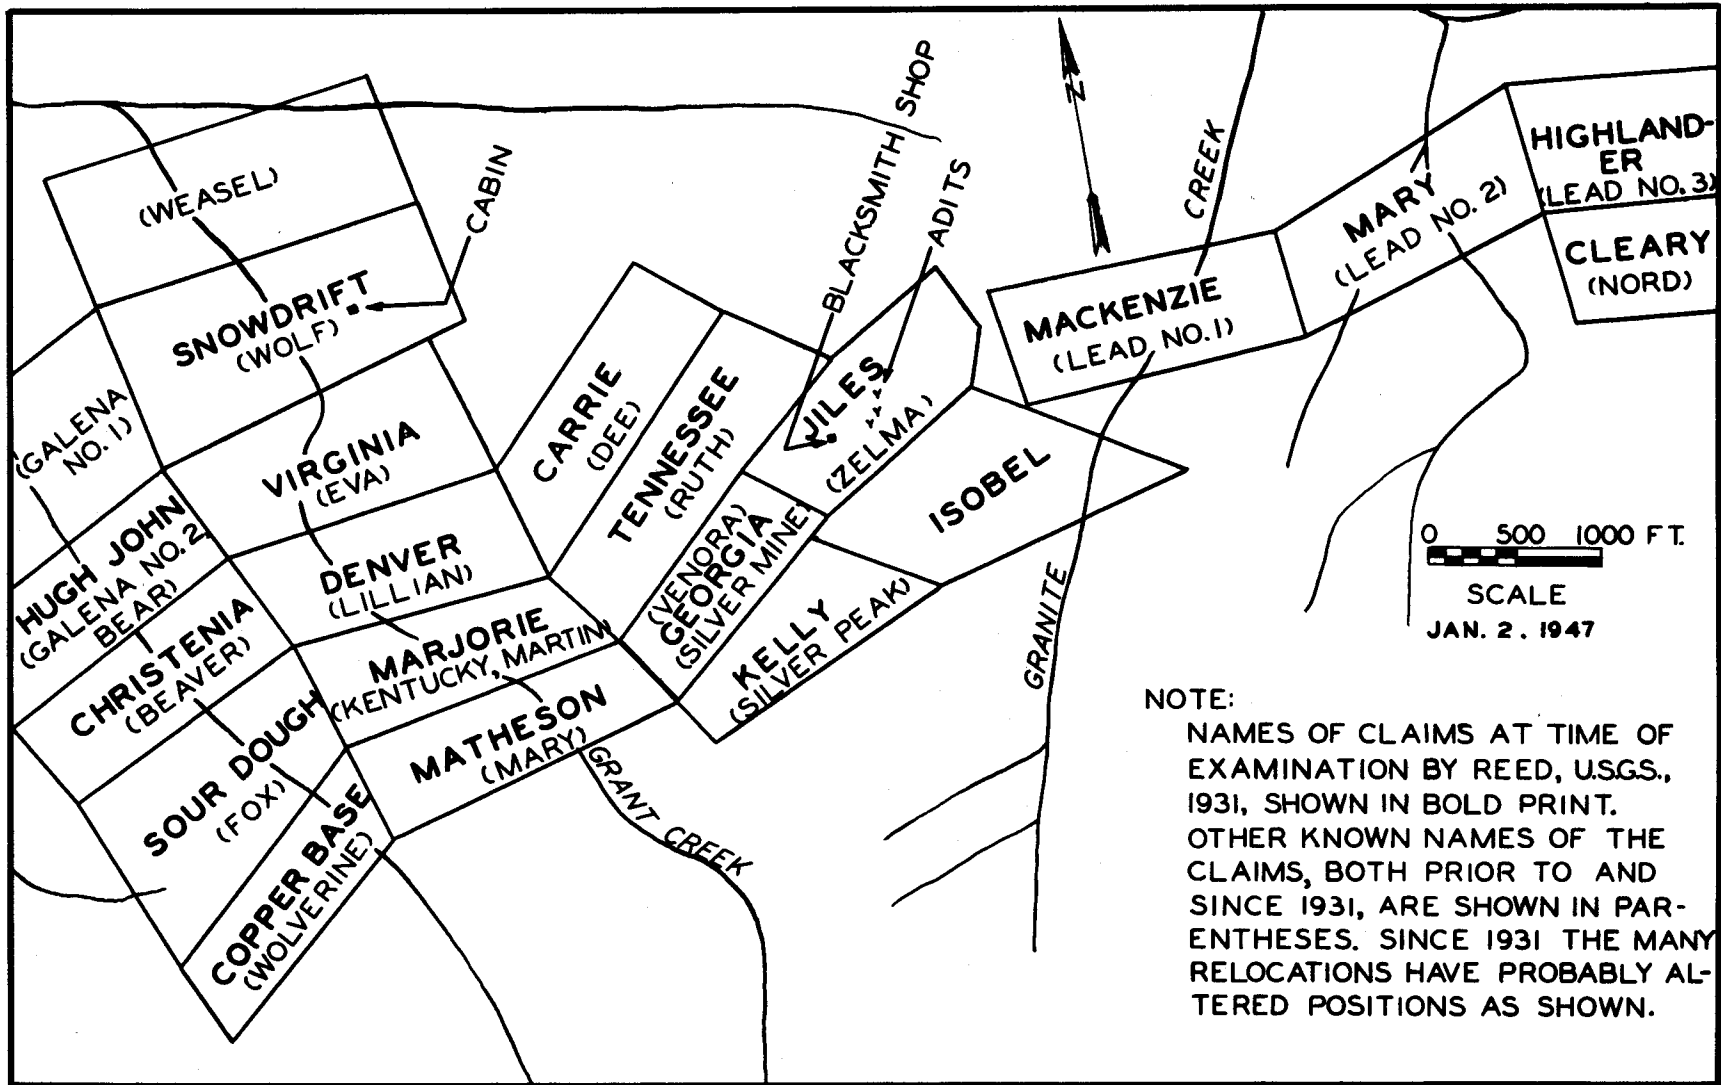 (WEASEL)
CABIN
BLACKSMITH SHOP
ADITS
N
CREEK
HIGHLAND-
ER
(LEAD NO. 3)
MARY
(LEAD NO. 2)
CLEARY
(NORD)
SNOWDRIFT
(WOLF)
MACKENZIE
(LEAD NO. 1)
(GALENA
NO. 1)
VIRGINIA
(EVA)
CARRIE
(DEE)
TENNESSEE
(RUTH)
JILES
(ZELMA)
ISOBEL
HUGH JOHN
(GALENA NO. 2,
BEAR)
DENVER
(LILLIAN)
(VENORA)
GEORGIA
(SILVER MINE)
KELLY
(SILVER PEAK)
GRANITE
0 500 1000 FT.
SCALE
JAN. 2. 1947
CHRISTENIA
(BEAVER)
MARJORIE
(KENTUCKY, MARTIN)
MATHESON
(MARY)
SOUR DOUGH
(FOX)
COPPER BASE
(WOLVERINE)
GRANT CREEK
NOTE:
NAMES OF CLAIMS AT TIME OF
EXAMINATION BY REED, U.S.G.S.,
1931, SHOWN IN BOLD PRINT.
OTHER KNOWN NAMES OF THE
CLAIMS, BOTH PRIOR TO AND
SINCE 1931, ARE SHOWN IN PAR-
ENTHESES. SINCE 1931 THE MANY
RELOCATIONS HAVE PROBABLY AL-
TERED POSITIONS AS SHOWN.